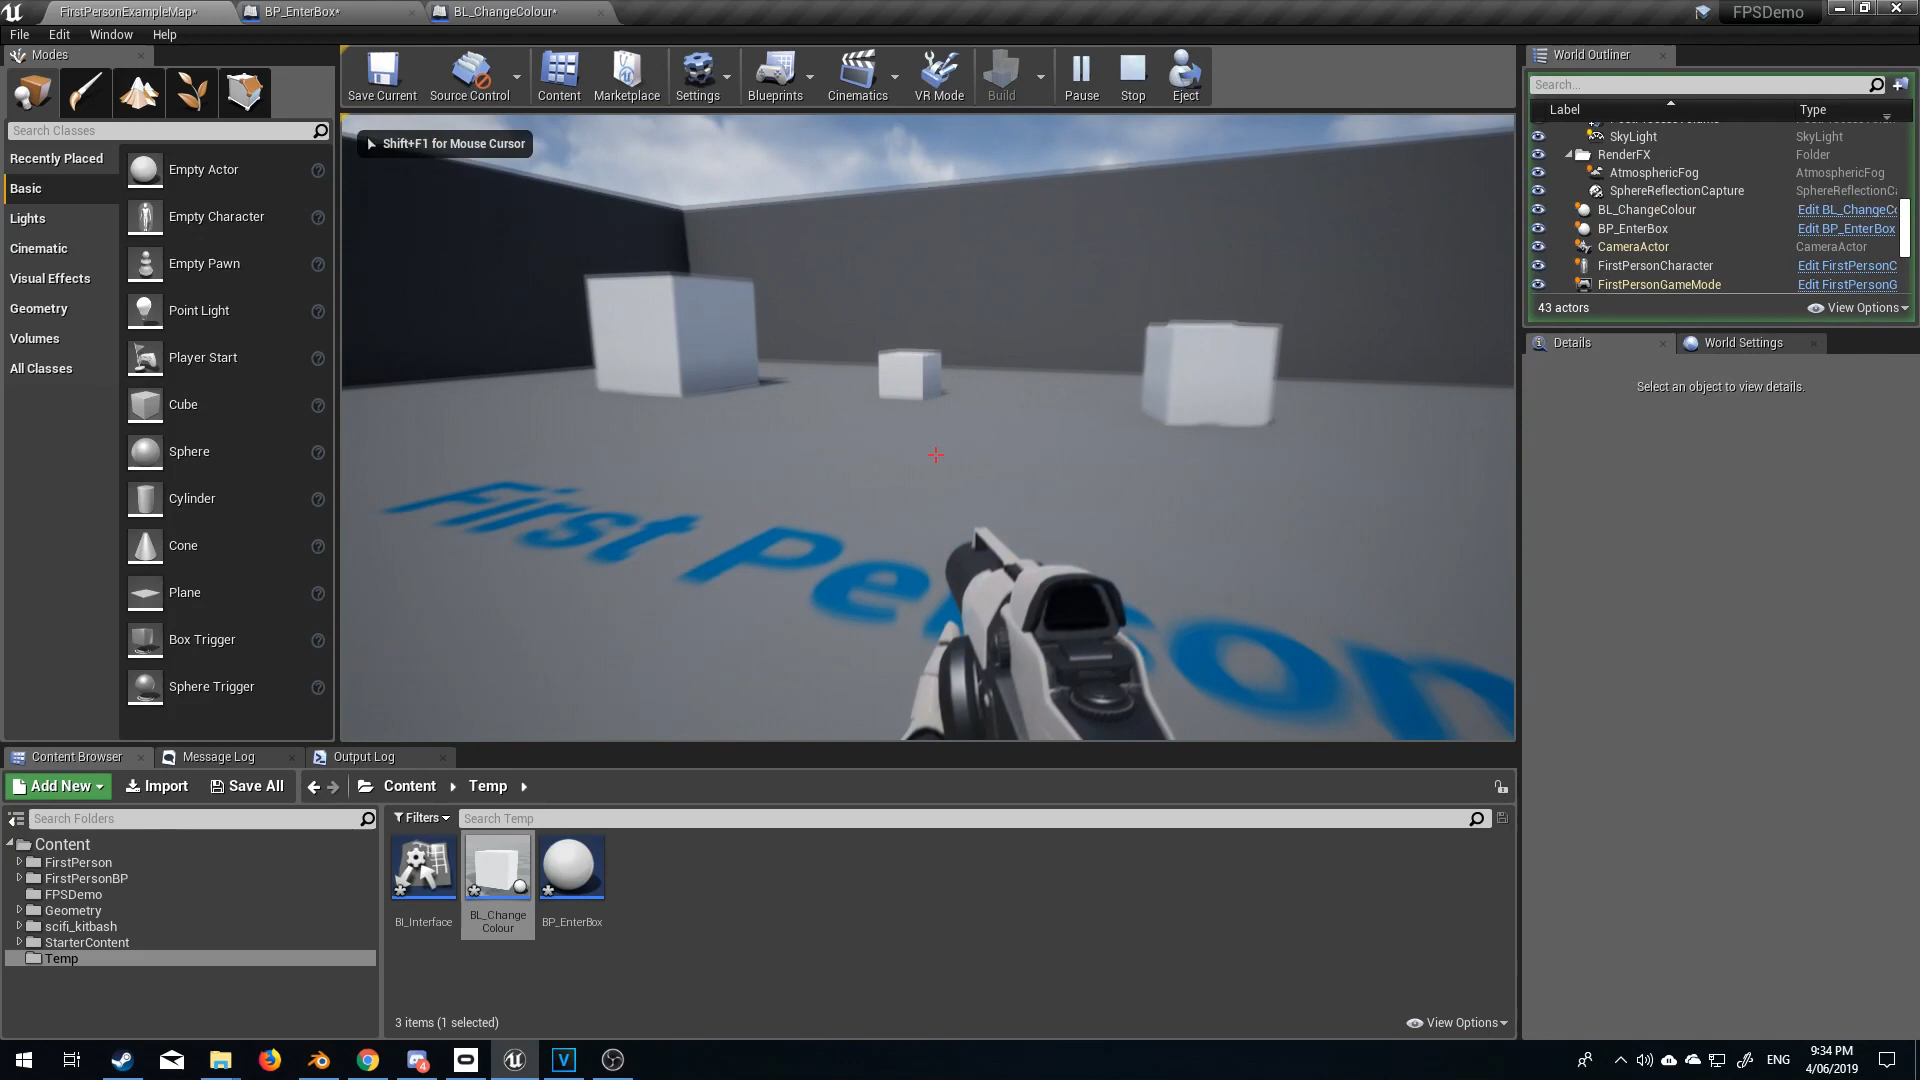 FirstPersonExampleMap*
BP_EnterBox*
BL_ChangeColour*
FPSDemo
File
Edit
Window
Help
Modes
Save Current
Source Control
Content
Marketplace
Settings
Blueprints
Cinematics
VR Mode
Build
Pause
Stop
Eject
World Outliner
Search...
Label
Type
SkyLight
SkyLight
RenderFX
Folder
AtmosphericFog
AtmosphericFog
SphereReflectionCapture
SphereReflectionCa
BL_ChangeColour
Edit BL_ChangeCo
BP_EnterBox
Edit BP_EnterBox
CameraActor
CameraActor
FirstPersonCharacter
Edit FirstPersonC
FirstPersonGameMode
Edit FirstPersonG
43 actors
View Options
Details
World Settings
Select an object to view details.
Search Classes
Recently Placed
Basic
Lights
Cinematic
Visual Effects
Geometry
Volumes
All Classes
Empty Actor
Empty Character
Empty Pawn
Point Light
Player Start
Cube
Sphere
Cylinder
Cone
Plane
Box Trigger
Sphere Trigger
Shift+F1 for Mouse Cursor
First Person
Content Browser
Message Log
Output Log
Add New
Import
Save All
Content
Temp
Search Folders
Filters
Search Temp
Content
FirstPerson
FirstPersonBP
FPSDemo
Geometry
scifi_kitbash
StarterContent
Temp
BI_Interface
BL_Change
Colour
BP_EnterBox
3 items (1 selected)
View Options
4
V
ENG
9:34 PM
4/06/2019